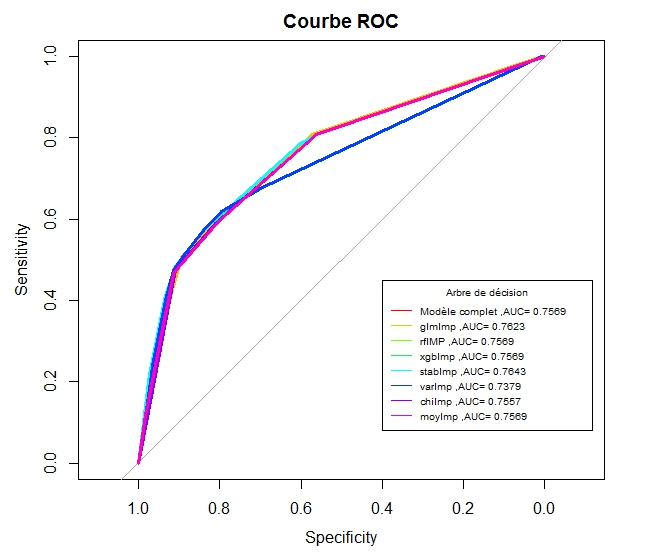 Courbe ROC
Sensitivity
1.0
0.8
0.6
0.4
0.2
0.0
Arbre de décision
Modèle complet ,AUC= 0.7569
glmImp ,AUC= 0.7623
rfIMP ,AUC= 0.7569
xgbImp ,AUC= 0.7569
stabImp ,AUC= 0.7643
varImp ,AUC= 0.7379
chiImp ,AUC= 0.7557
moyImp ,AUC= 0.7569
1.0 0.8 0.6 0.4 0.2 0.0
Specificity